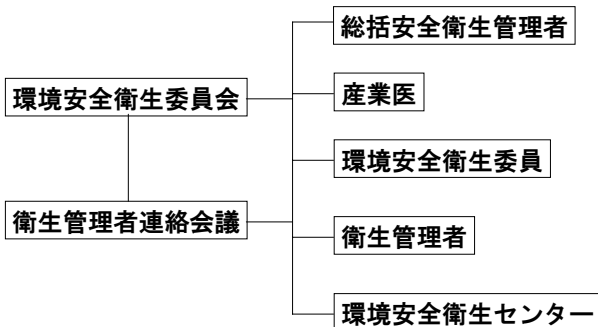 総括安全衛生管理者
環境安全衛生委員会
産業医
環境安全衛生委員
衛生管理者連絡会議
衛生管理者
環境安全衛生センター